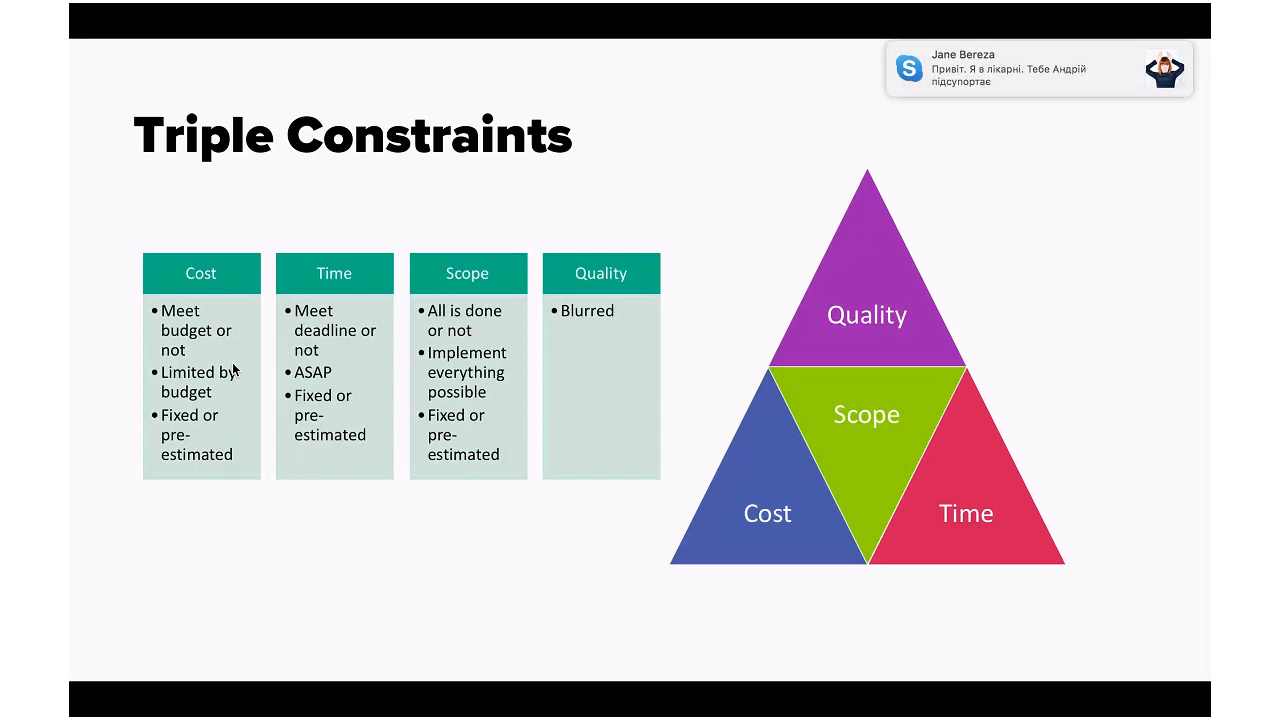 Jane Bereza
Привіт. Я в лікарні. Тебе Андрій
підсупортає
Triple Constraints
Cost
• Meet
budget or
not
• Limited by
budget
• Fixed or
pre-
estimated
Time
• Meet
deadline or
not
• ASAP
• Fixed or
pre-
estimated
Scope
• All is done
or not
• Implement
everything
possible
• Fixed or
pre-
estimated
Quality
• Blurred
Quality
Scope
Cost
Time